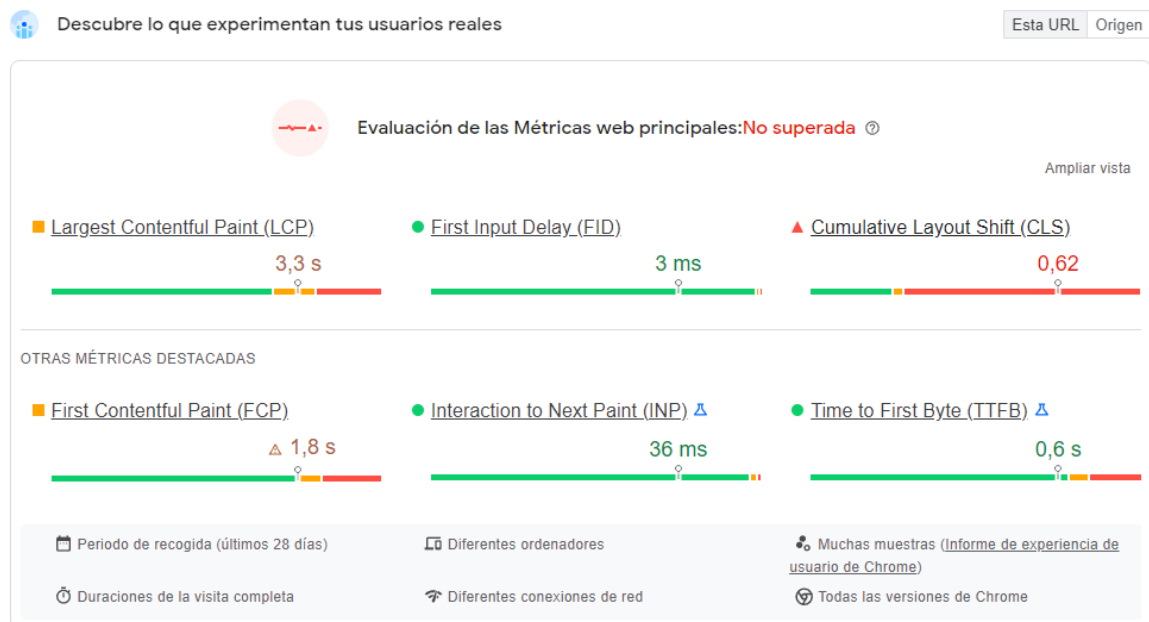 Descubre lo que experimentan tus usuarios reales
Esta URL
Origen
Evaluación de las Métricas web principales:No superada
Ampliar vista
Largest Contentful Paint (LCP)
3,3 s
First Input Delay (FID)
3 ms
Cumulative Layout Shift (CLS)
0,62
OTRAS MÉTRICAS DESTACADAS
First Contentful Paint (FCP)
1,8 s
Interaction to Next Paint (INP)
36 ms
Time to First Byte (TTFB)
0,6 s
Periodo de recogida (últimos 28 días)
Diferentes ordenadores
Muchas muestras (Informe de experiencia de
usuario de Chrome)
Duraciones de la visita completa
Diferentes conexiones de red
Todas las versiones de Chrome